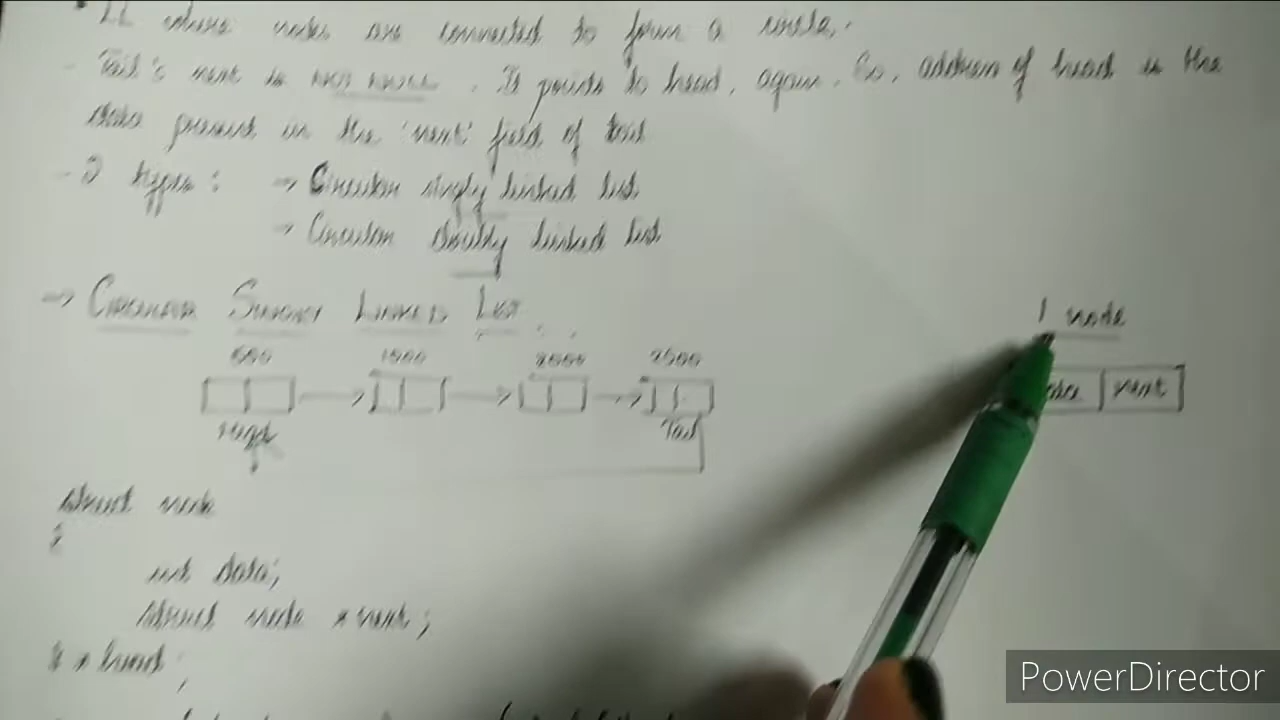 LL where nodes are connected to form a circle.
- Tail's next is NOT NULL. It points to head, again. So, address of head is the
data present in the 'next' field of tail
- 2 types: → Circular singly linked list
→ Circular doubly linked list
→ CIRCULAR SINGLY LINKED LIST :
1 node
500 1500 2000 2500
next
Tail
struct node
{
int data;
struct node *next;
} *head;
PowerDirector